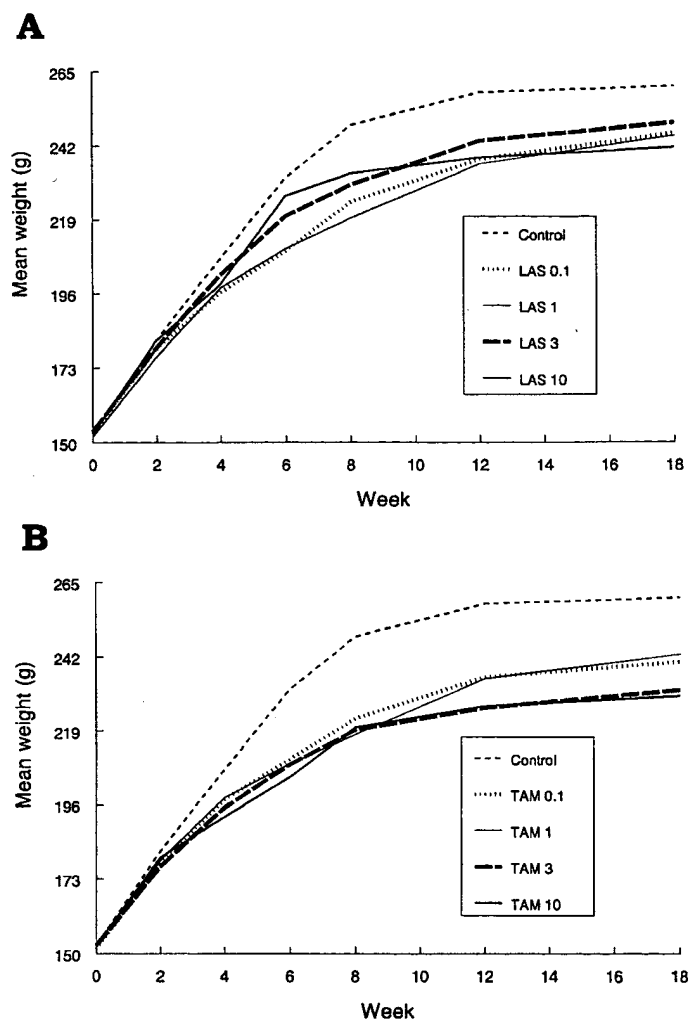 A
Mean weight (g)
265
242
219
196
173
150
0 2 4 6 8 10 12 14 16 18
Week
Control
LAS 0.1
LAS 1
LAS 3
LAS 10
B
Mean weight (g)
265
242
219
196
173
150
0 2 4 6 8 10 12 14 16 18
Week
Control
TAM 0.1
TAM 1
TAM 3
TAM 10